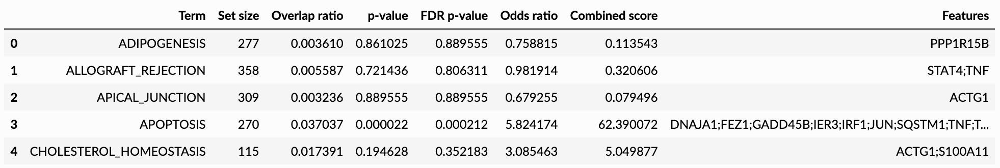 Term Set size Overlap ratio p-value FDR p-value Odds ratio Combined score Features
0 ADIPOGENESIS 277 0.003610 0.861025 0.889555 0.758815 0.113543 PPP1R15B
1 ALLOGRAFT_REJECTION 358 0.005587 0.721436 0.806311 0.981914 0.320606 STAT4;TNF
2 APICAL_JUNCTION 309 0.003236 0.889555 0.889555 0.679255 0.079496 ACTG1
3 APOPTOSIS 270 0.037037 0.000022 0.000212 5.824174 62.390072 DNAJA1;FEZ1;GADD45B;IER3;IRF1;JUN;SQSTM1;TNF;T...
4 CHOLESTEROL_HOMEOSTASIS 115 0.017391 0.194628 0.352183 3.085463 5.049877 ACTG1;S100A11